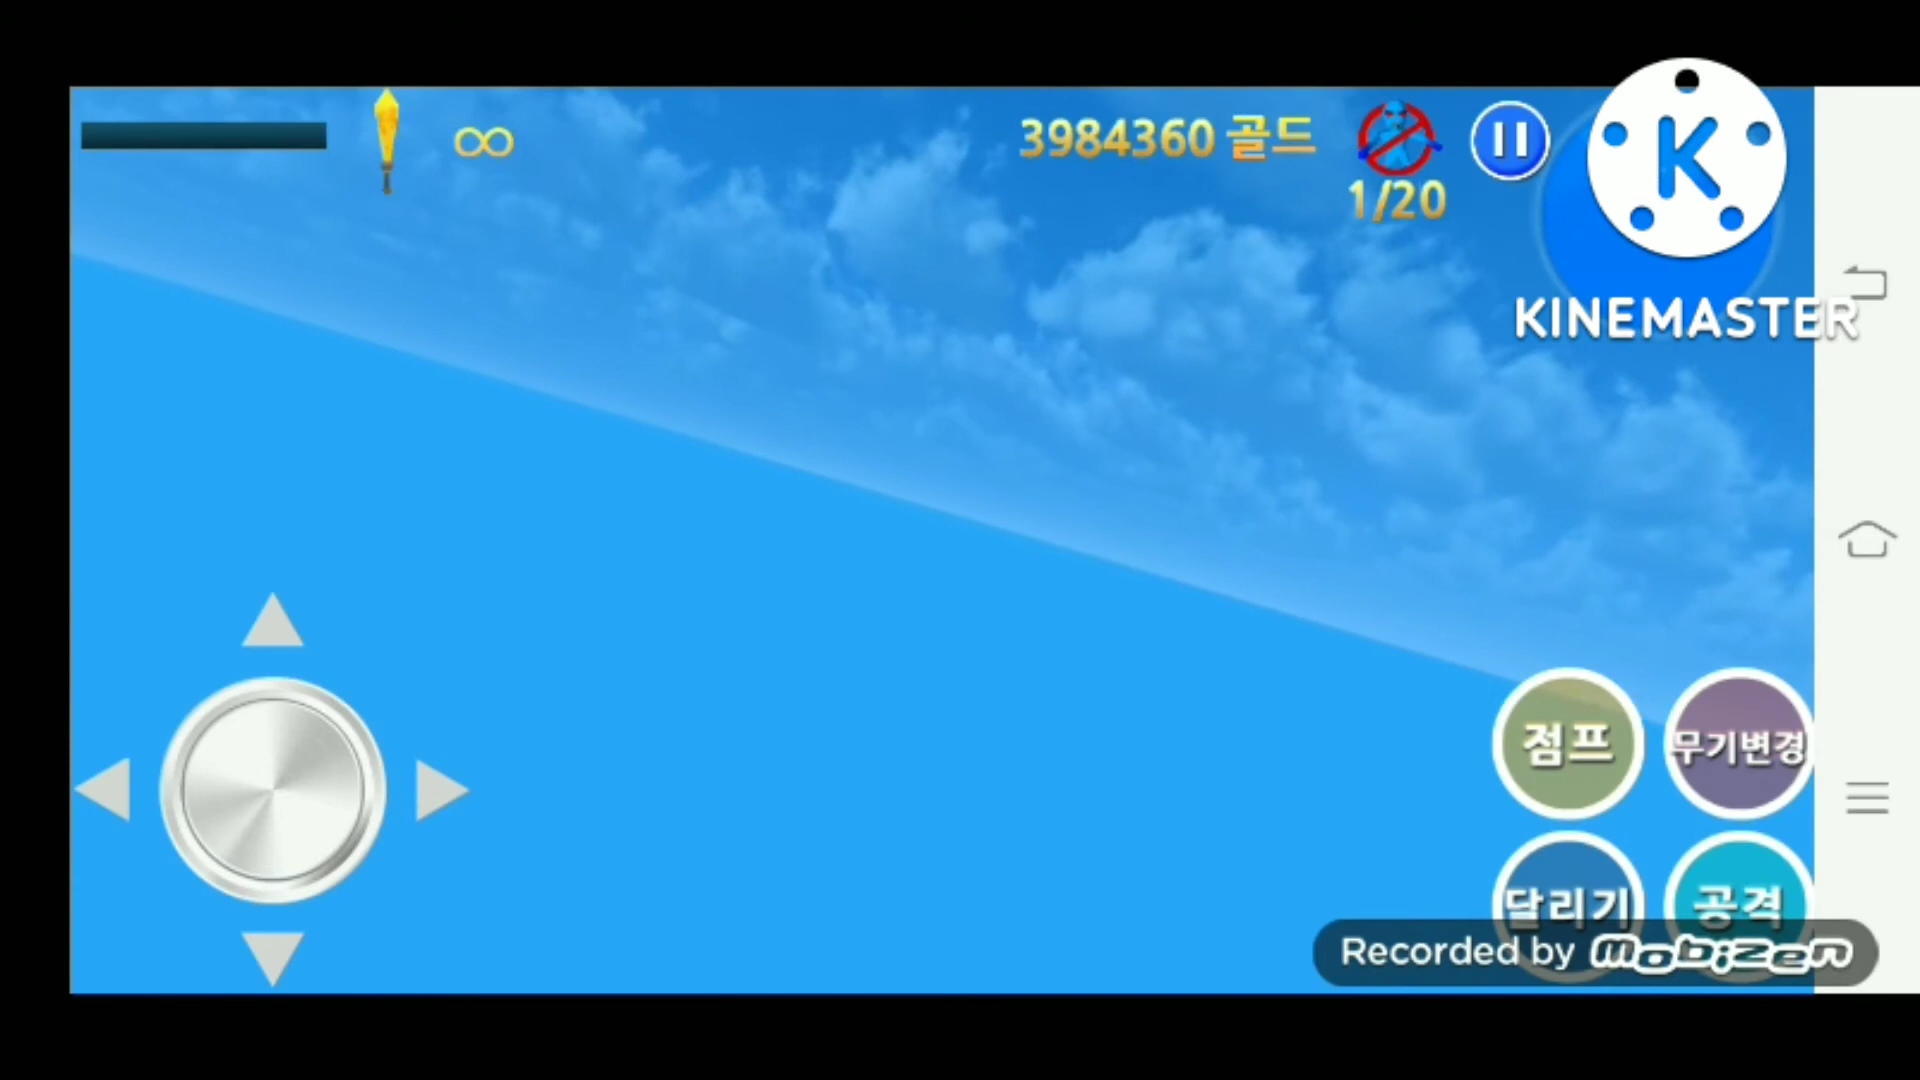 ∞
3984360 골드
1/20
K
KINEMASTER
점프
무기변경
달리기
공격
Recorded by Mobizen